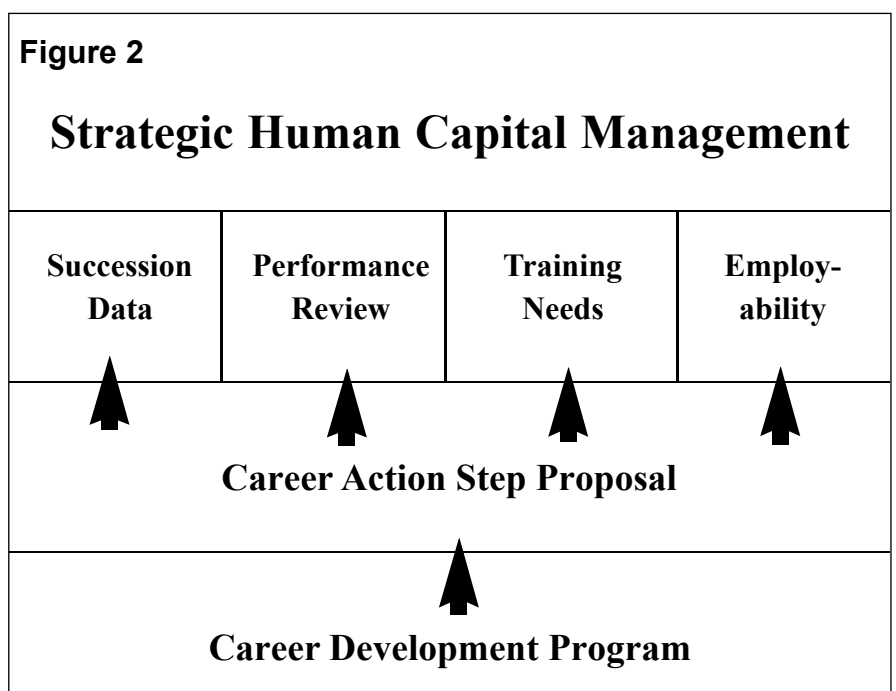 Figure 2
Strategic Human Capital Management
Succession
Data
Performance
Review
Training
Needs
Employ-
ability
Career Action Step Proposal
Career Development Program